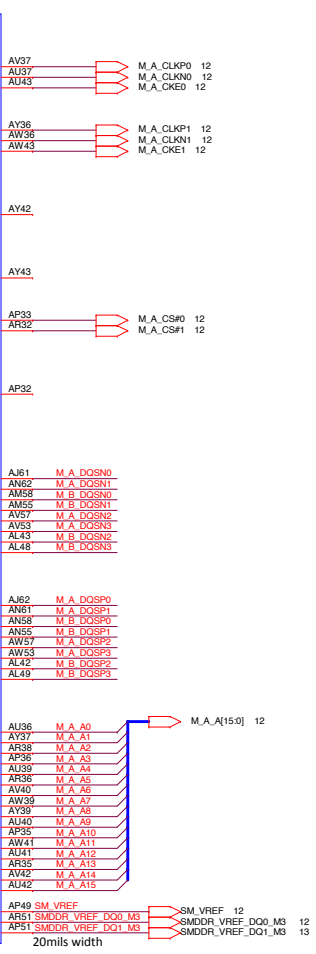 AV37 M_A_CLKP0 12
AU37 M_A_CLKN0 12
AU43 M_A_CKE0 12
AY36 M_A_CLKP1 12
AW36 M_A_CLKN1 12
AW43 M_A_CKE1 12
AY42
AY43
AP33 M_A_CS#0 12
AR32 M_A_CS#1 12
AP32
AJ61 M_A_DQSN0
AN62 M_A_DQSN1
AM58 M_B_DQSN0
AM55 M_B_DQSN1
AV57 M_A_DQSN2
AV53 M_A_DQSN3
AL43 M_B_DQSN2
AL48 M_B_DQSN3
AJ62 M_A_DQSP0
AN61 M_A_DQSP1
AN58 M_B_DQSP0
AN55 M_B_DQSP1
AW57 M_A_DQSP2
AW53 M_A_DQSP3
AL42 M_B_DQSP2
AL49 M_B_DQSP3
M_A_A[15:0] 12
AU36 M_A_A0
AY37 M_A_A1
AR38 M_A_A2
AP36 M_A_A3
AU39 M_A_A4
AR36 M_A_A5
AV40 M_A_A6
AW39 M_A_A7
AY39 M_A_A8
AU40 M_A_A9
AP35 M_A_A10
AW41 M_A_A11
AU41 M_A_A12
AR35 M_A_A13
AV42 M_A_A14
AU42 M_A_A15
AP49 SM_VREF SM_VREF 12
AR51 SMDDR_VREF_DQ0_M3 SMDDR_VREF_DQ0_M3 12
AP51 SMDDR_VREF_DQ1_M3 SMDDR_VREF_DQ1_M3 13
20mils width